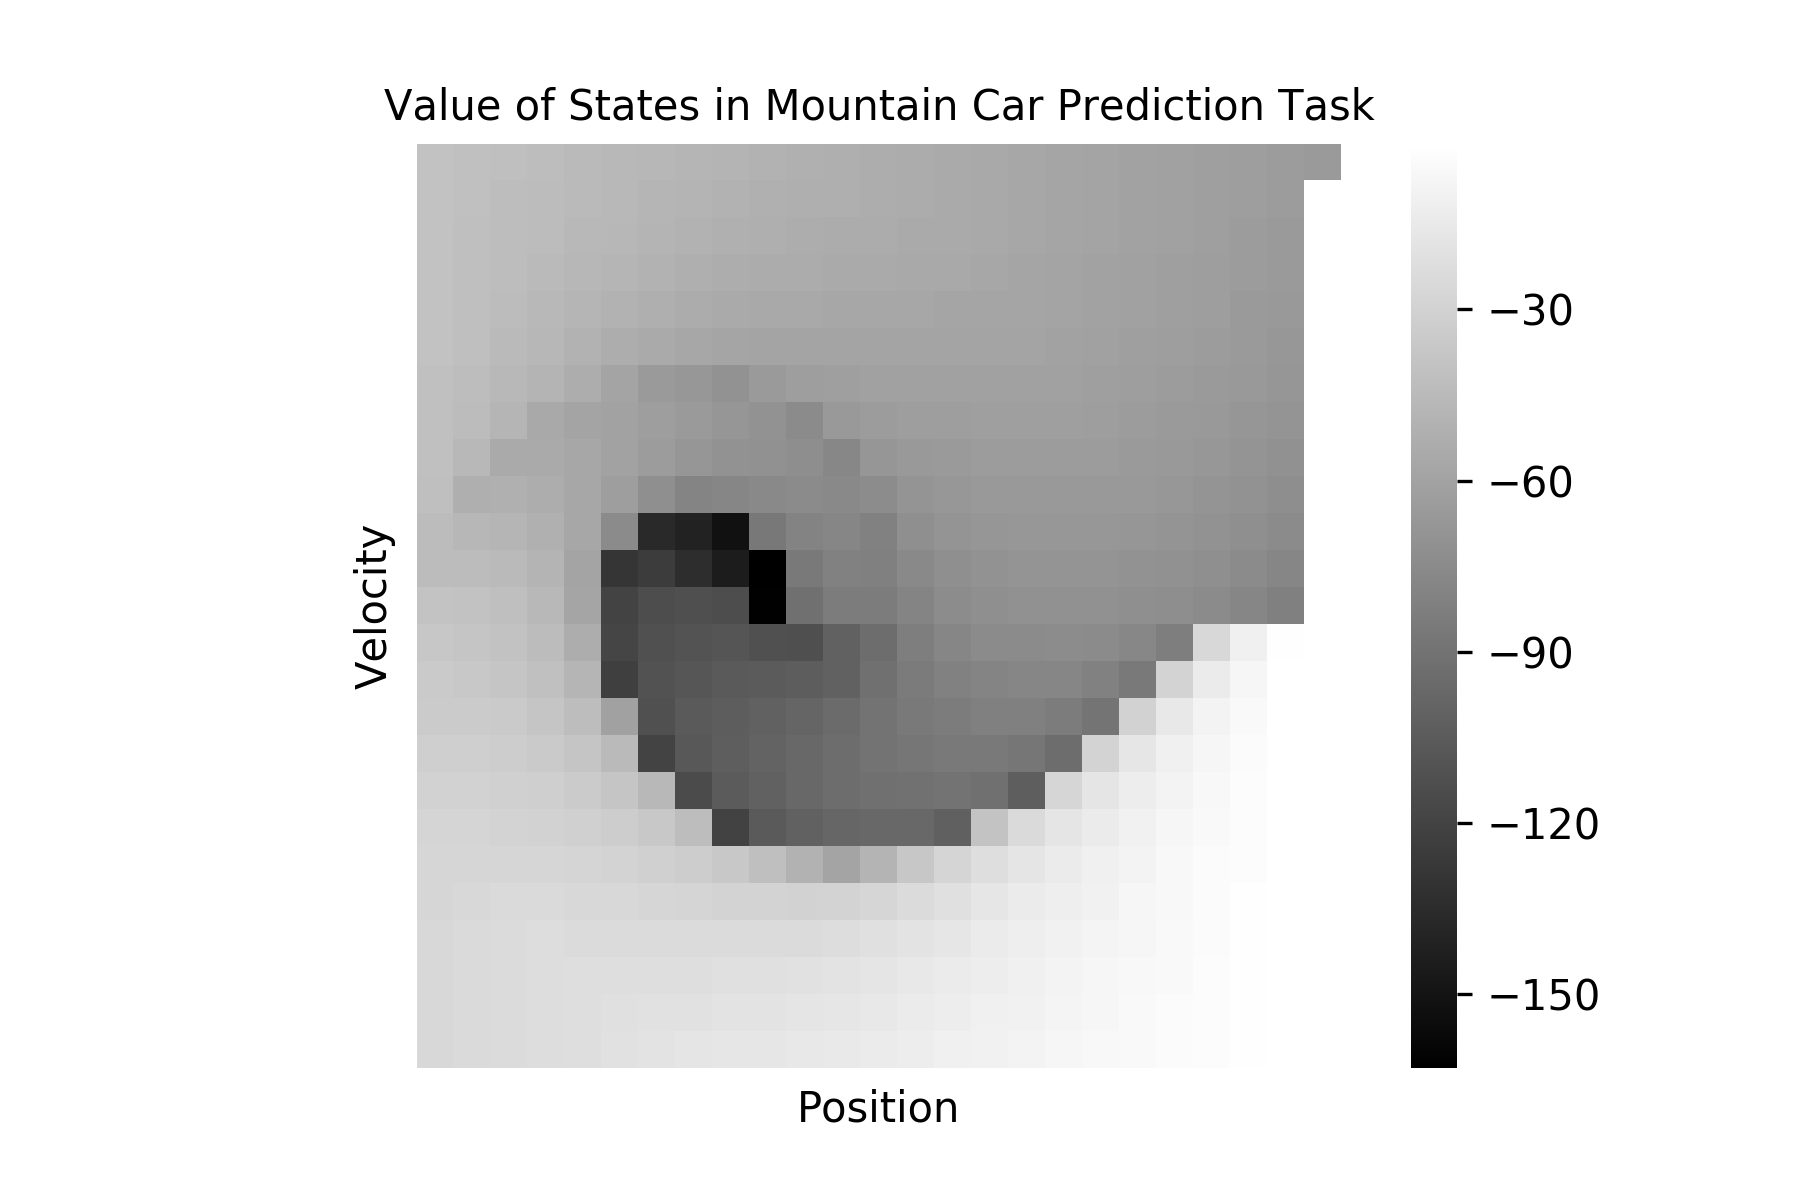 Value of States in Mountain Car Prediction Task
Velocity
Position
−30
−60
−90
−120
−150